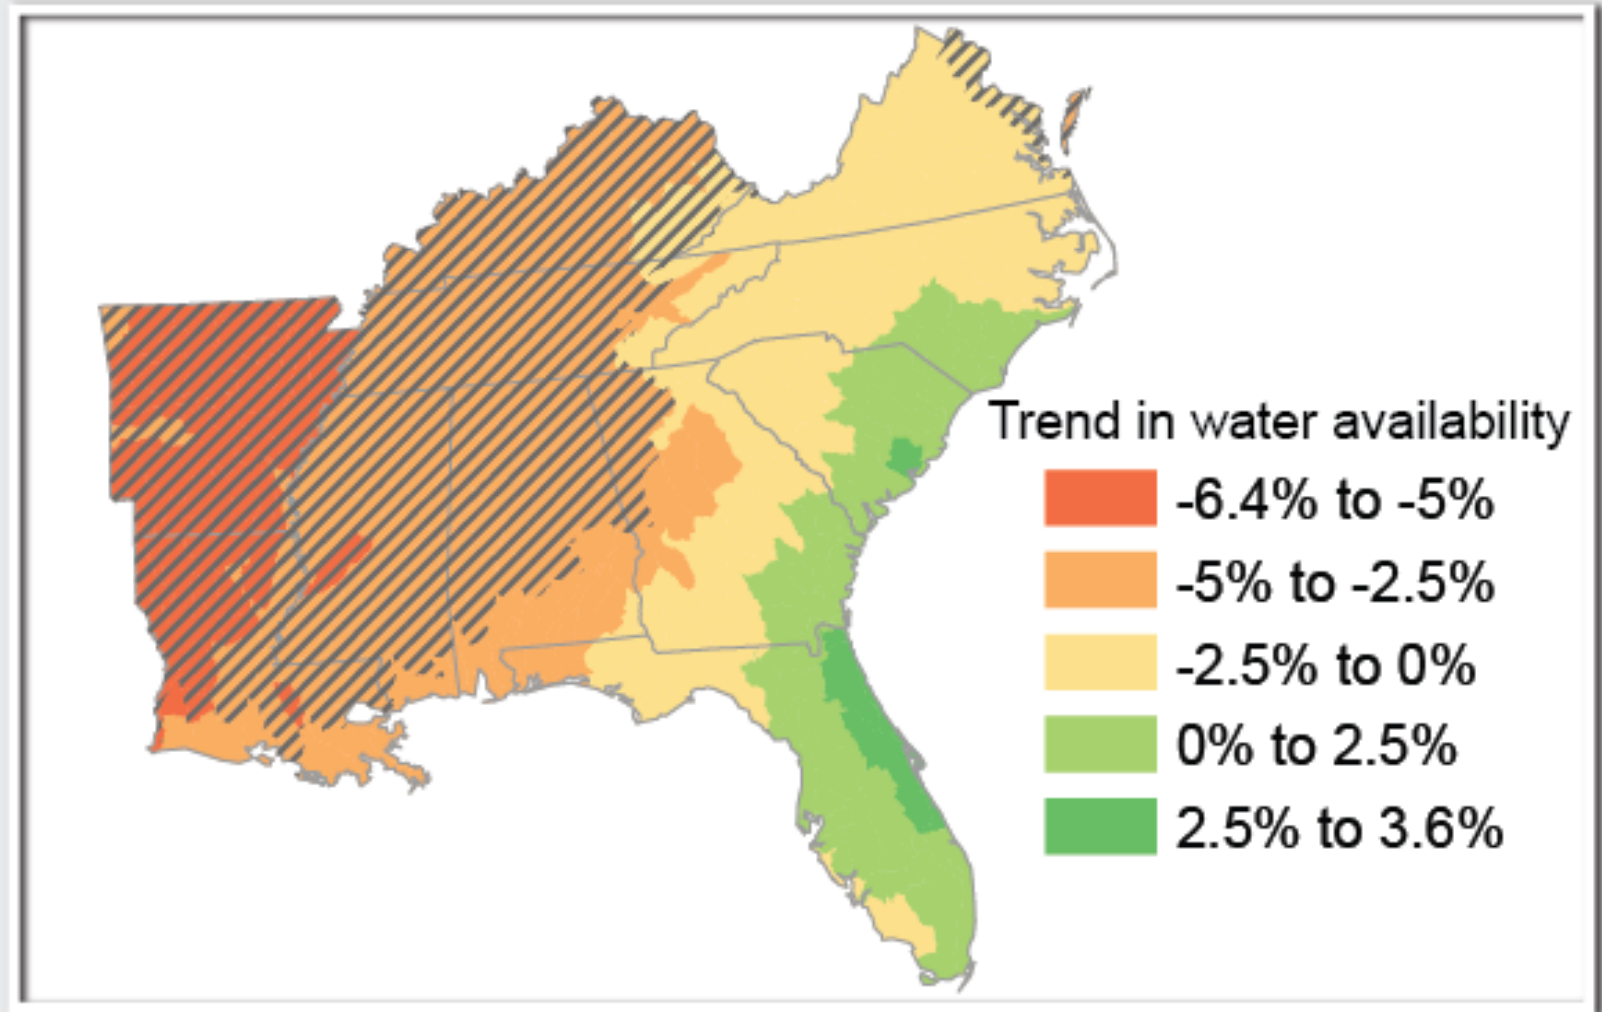 Trend in water availability
-6.4% to -5%
-5% to -2.5%
-2.5% to 0%
0% to 2.5%
2.5% to 3.6%